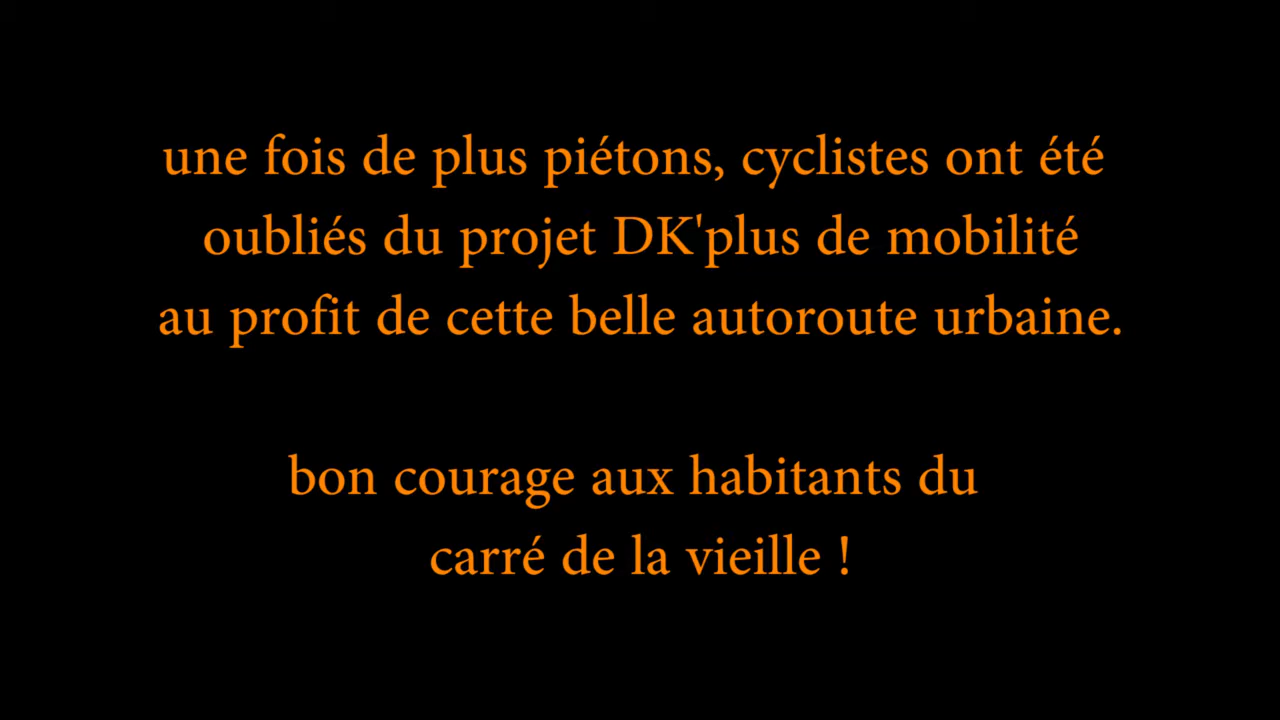 une fois de plus piétons, cyclistes ont été
oubliés du projet DK'plus de mobilité
au profit de cette belle autoroute urbaine.
bon courage aux habitants du
carré de la vieille !